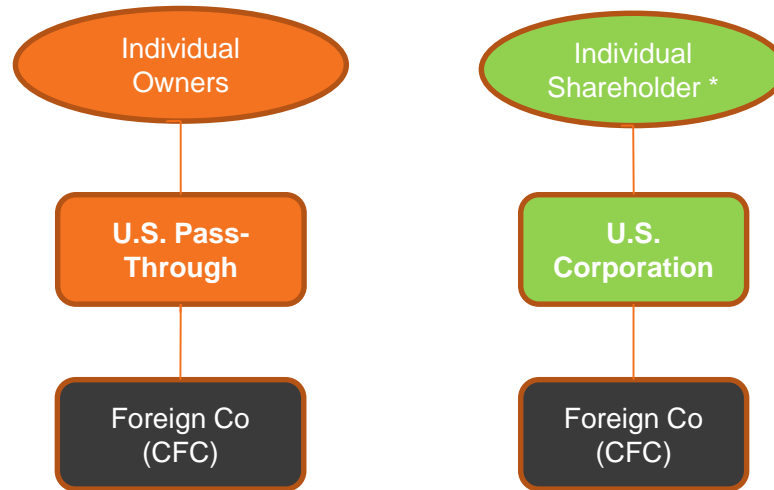 Individual
Owners
U.S. Pass-
Through
Foreign Co
(CFC)
Individual
Shareholder *
U.S.
Corporation
Foreign Co
(CFC)